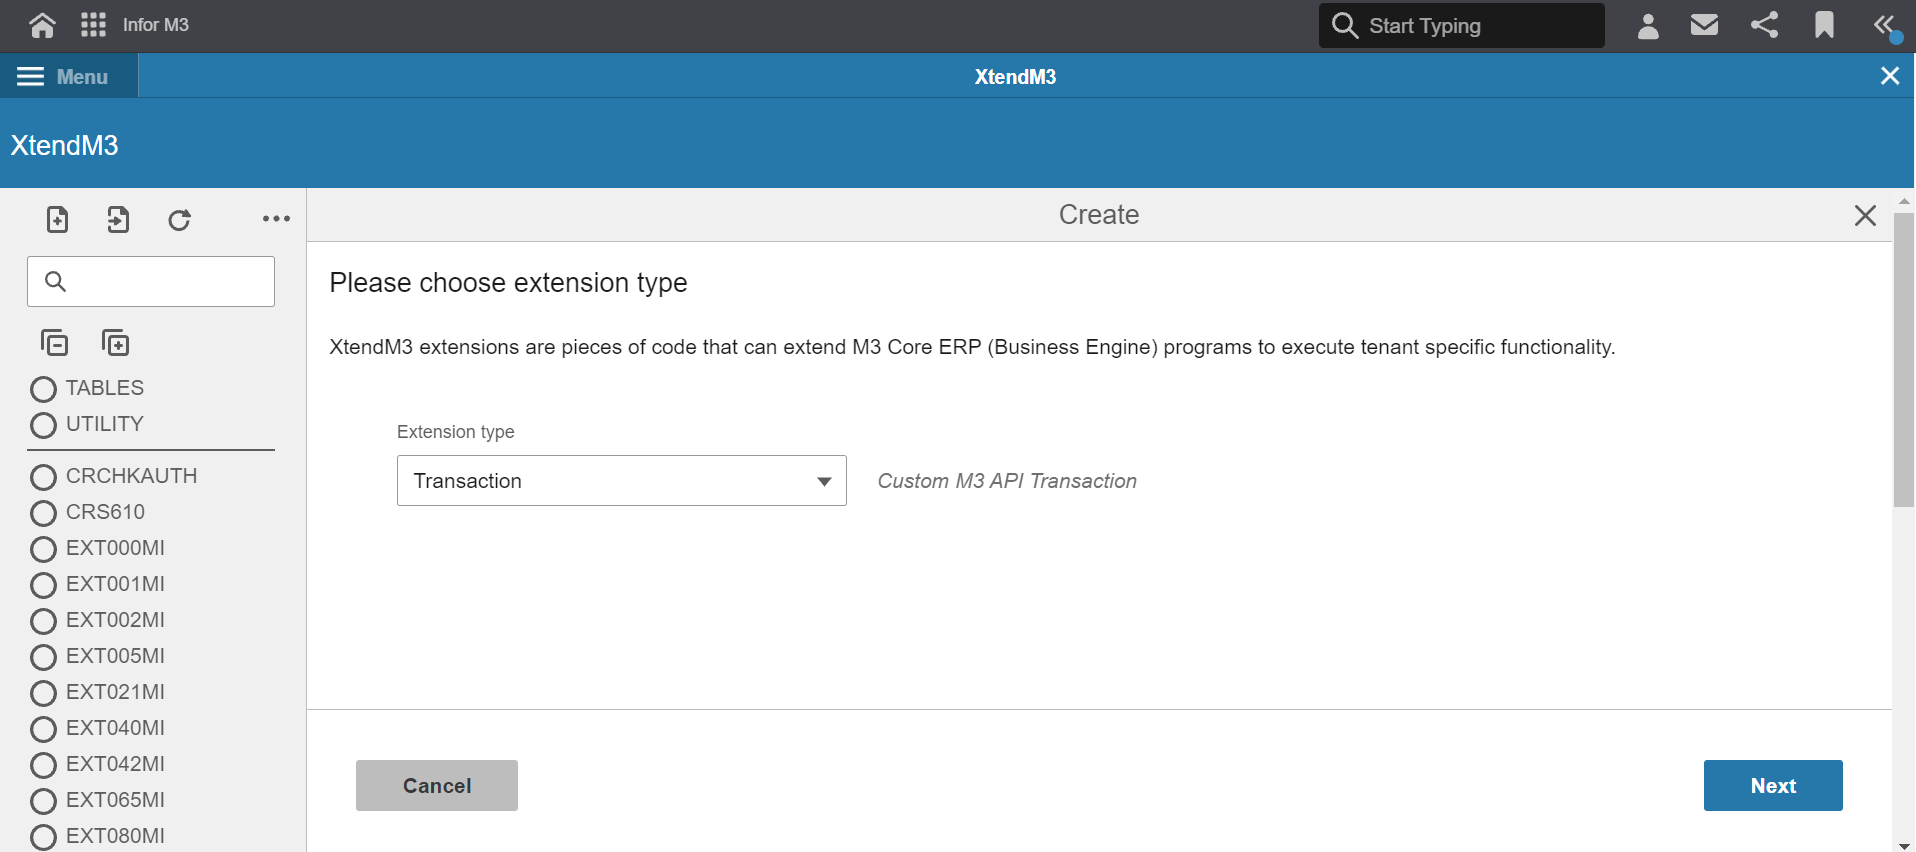 Infor M3
Start Typing
Menu
XtendM3
XtendM3
Create
Please choose extension type
XtendM3 extensions are pieces of code that can extend M3 Core ERP (Business Engine) programs to execute tenant specific functionality.
Extension type
Transaction
Custom M3 API Transaction
TABLES
UTILITY
CRCHKAUTH
CRS610
EXT000MI
EXT001MI
EXT002MI
EXT005MI
EXT021MI
EXT040MI
EXT042MI
EXT065MI
EXT080MI
Cancel
Next